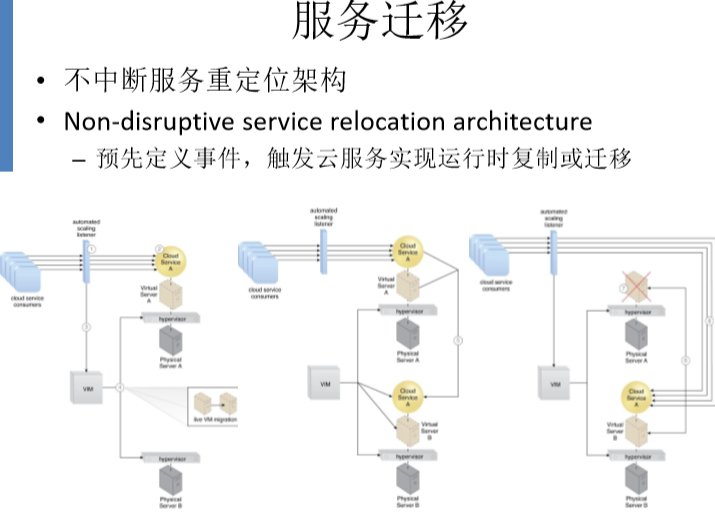 服务迁移
• 不中断服务重定位架构
• Non-disruptive service relocation architecture
– 预先定义事件，触发云服务实现运行时复制或迁移
automated
scaling
listener
cloud service
consumers
Cloud
Service
A
Virtual
Server
A
hypervisor
Physical
Server A
VIM
live VM migration
hypervisor
Physical
Server B
automated
scaling
listener
cloud service
consumers
Cloud
Service
A
Virtual
Server
A
hypervisor
Physical
Server A
VIM
Cloud
Service
A
Virtual
Server
B
hypervisor
Physical
Server B
automated
scaling
listener
cloud service
consumers
hypervisor
Physical
Server A
VIM
Cloud
Service
A
Virtual
Server
B
hypervisor
Physical
Server B